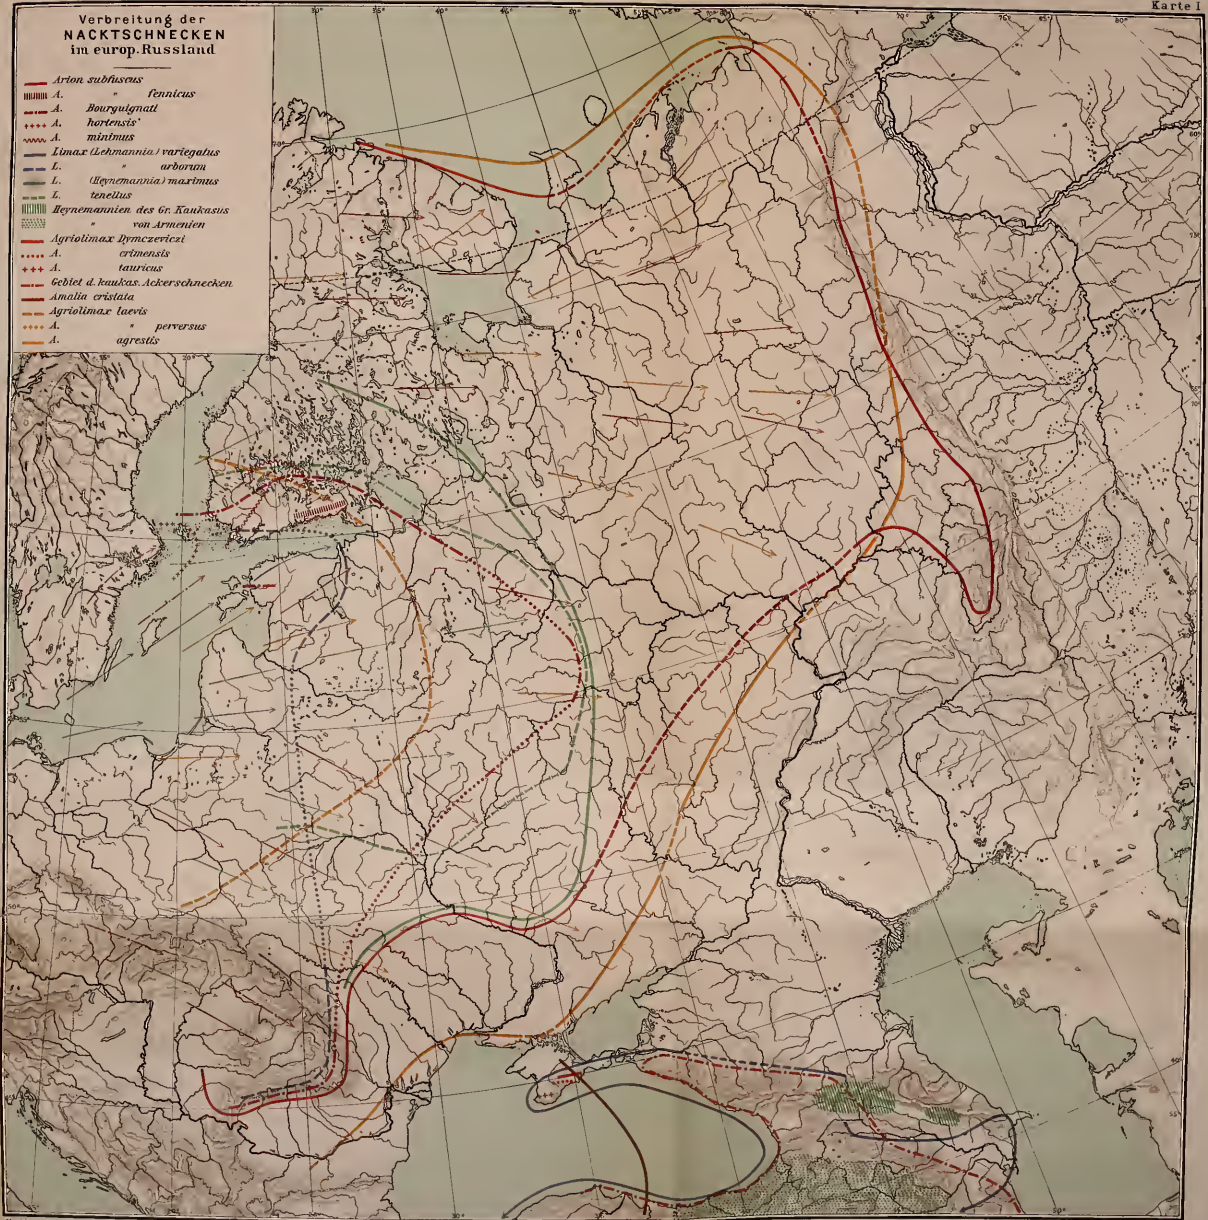 Karte I
Verbreitung der
NACKTSCHNECKEN
im europ. Russland
Arion subfuscus
A. " fennicus
A. Bourguignati
A. hortensis
A. minimus
Limax (Lehmannia) variegatus
L. " arborum
L. (Heynemannia) maximus
L. tenellus
Heynemannien des Gr. Kaukasus
" von Armenien
Agriolimax Dymczeviczi
A. crimensis
A. tauricus
Gebiet d. kaukas. Ackerschnecken
Amalia cristata
Agriolimax laevis
A. " perversus
A. agrestis